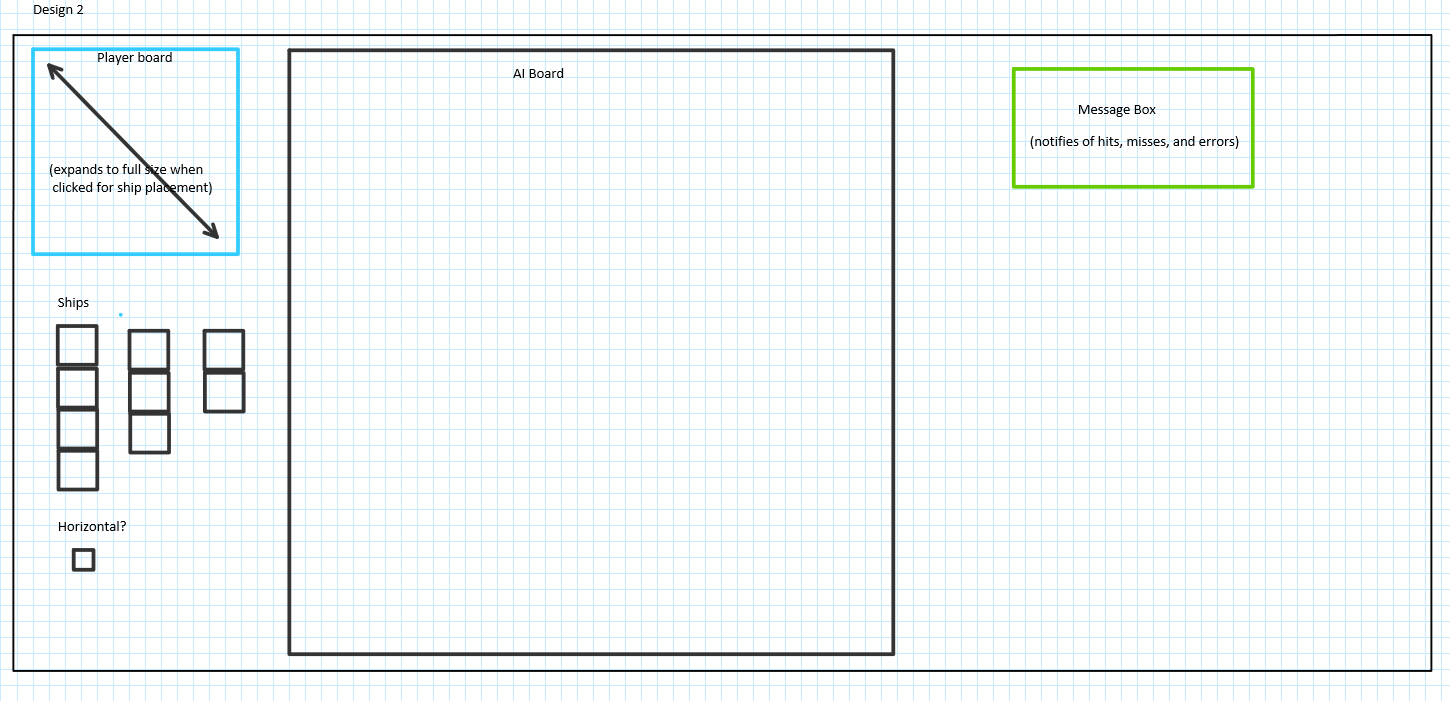 Design 2
Player board
(expands to full size when
clicked for ship placement)
AI Board
Message Box
(notifies of hits, misses, and errors)
Ships
Horizontal?